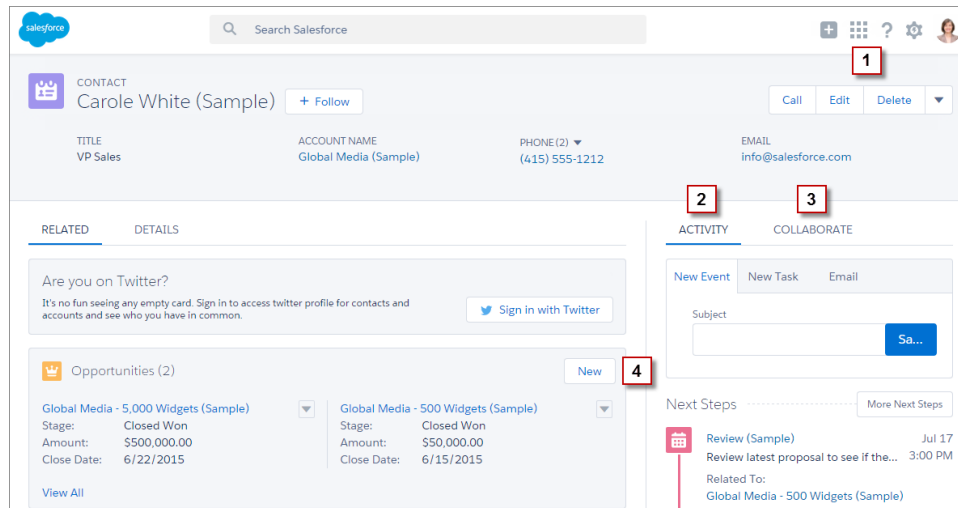 salesforce
Search Salesforce
?
1
CONTACT
Carole White (Sample)
+ Follow
Call Edit Delete
TITLE ACCOUNT NAME PHONE(2) EMAIL
VP Sales Global Media (Sample) (415) 555-1212 info@salesforce.com
2 3
RELATED DETAILS
ACTIVITY COLLABORATE
Are you on Twitter?
It's no fun seeing any empty card. Sign in to access twitter profile for contacts and
accounts and see who you have in common.
Sign in with Twitter
Opportunities (2)
New
4
Global Media - 5,000 Widgets (Sample)
Stage: Closed Won
Amount: $500,000.00
Close Date: 6/22/2015
Global Media - 500 Widgets (Sample)
Stage: Closed Won
Amount: $50,000.00
Close Date: 6/15/2015
View All
New Event New Task Email
Subject
Sa...
Next Steps
More Next Steps
Review (Sample) Jul 17
Review latest proposal to see if the... 3:00 PM
Related To:
Global Media - 500 Widgets (Sample)